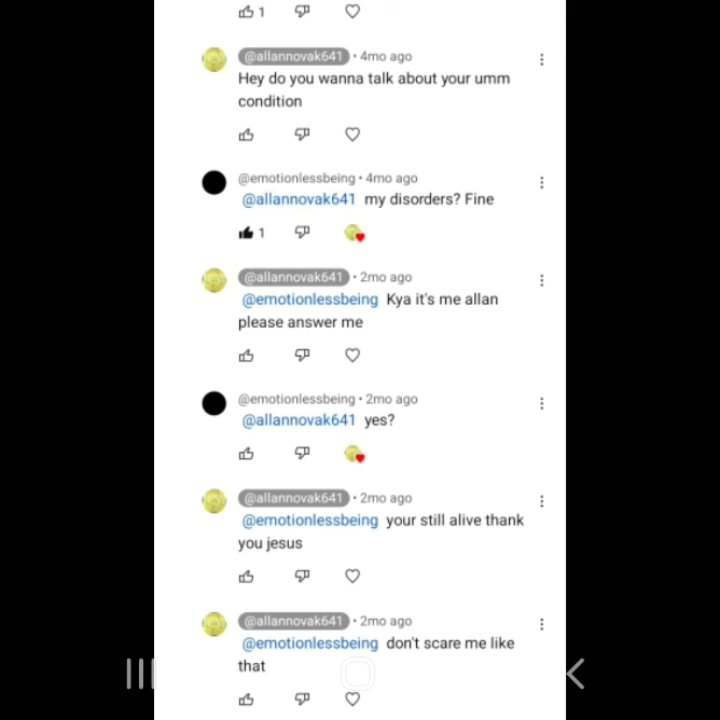 1
@allannovak641 • 4mo ago
Hey do you wanna talk about your umm
condition
@emotionlessbeing • 4mo ago
@allannovak641 my disorders? Fine
1
@allannovak641 • 2mo ago
@emotionlessbeing Kya it's me allan
please answer me
@emotionlessbeing • 2mo ago
@allannovak641 yes?
@allannovak641 • 2mo ago
@emotionlessbeing your still alive thank
you jesus
@allannovak641 • 2mo ago
@emotionlessbeing don't scare me like
that